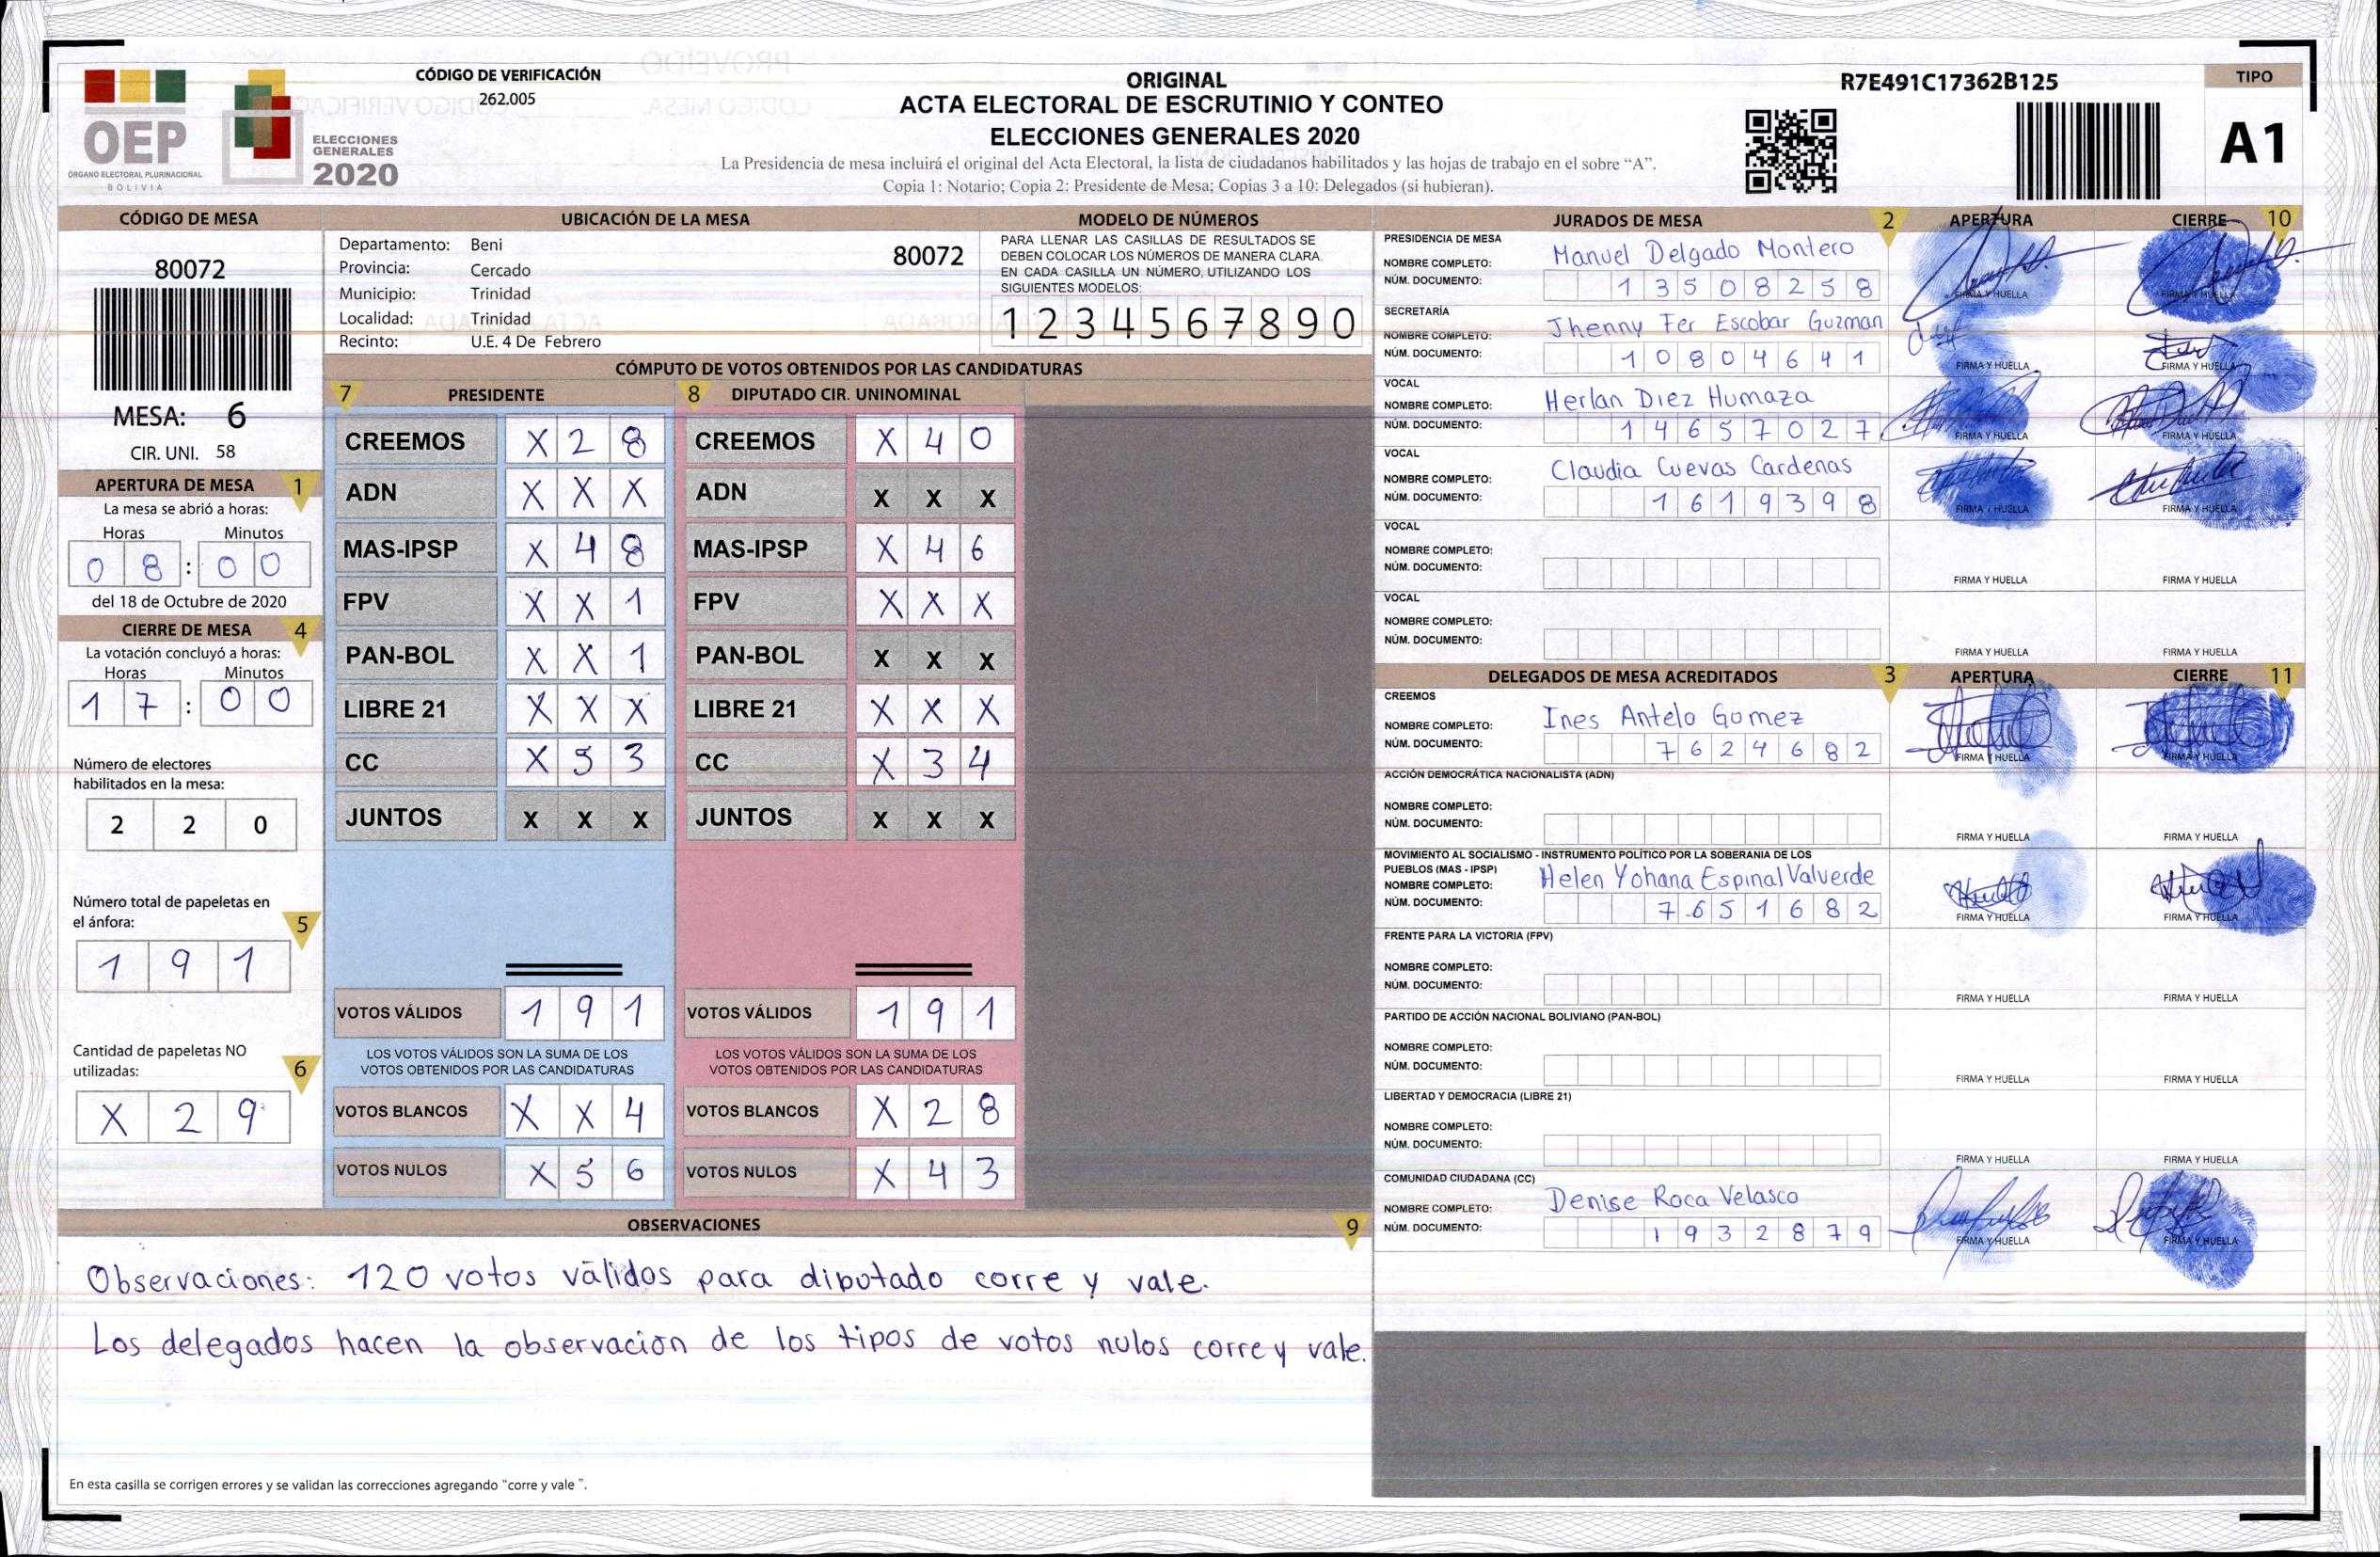 CÓDIGO DE VERIFICACIÓN
262.005
OEP
ÓRGANO ELECTORAL PLURINACIONAL
BOLIVIA
ELECCIONES
GENERALES
2020
ORIGINAL
ACTA ELECTORAL DE ESCRUTINIO Y CONTEO
ELECCIONES GENERALES 2020
La Presidencia de mesa incluirá el original del Acta Electoral, la lista de ciudadanos habilitados y las hojas de trabajo en el sobre “A”.
Copia 1: Notario; Copia 2: Presidente de Mesa; Copias 3 a 10: Delegados (si hubieran).
R7E491C17362B125
TIPO
A1
CÓDIGO DE MESA
80072
MESA: 6
CIR. UNI. 58
APERTURA DE MESA 1
La mesa se abrió a horas:
Horas Minutos
0 8 : 0 0
del 18 de Octubre de 2020
CIERRE DE MESA 4
La votación concluyó a horas:
Horas Minutos
1 7 : 0 0
Número de electores
habilitados en la mesa:
2 2 0
Número total de papeletas en
el ánfora: 5
1 9 1
Cantidad de papeletas NO
utilizadas: 6
X 2 9
UBICACIÓN DE LA MESA
Departamento: Beni
80072
Provincia: Cercado
Municipio: Trinidad
Localidad: Trinidad
Recinto: U.E. 4 De Febrero
MODELO DE NÚMEROS
PARA LLENAR LAS CASILLAS DE RESULTADOS SE
DEBEN COLOCAR LOS NÚMEROS DE MANERA CLARA.
EN CADA CASILLA UN NÚMERO, UTILIZANDO LOS
SIGUIENTES MODELOS:
1 2 3 4 5 6 7 8 9 0
CÓMPUTO DE VOTOS OBTENIDOS POR LAS CANDIDATURAS
7 PRESIDENTE
CREEMOS X 2 8
ADN X X X
MAS-IPSP X 4 8
FPV X X 1
PAN-BOL X X 1
LIBRE 21 X X X
CC X 5 3
JUNTOS X X X
VOTOS VÁLIDOS 1 9 1
LOS VOTOS VÁLIDOS SON LA SUMA DE LOS
VOTOS OBTENIDOS POR LAS CANDIDATURAS
VOTOS BLANCOS X X 4
VOTOS NULOS X 5 6
8 DIPUTADO CIR. UNINOMINAL
CREEMOS X 4 0
ADN X X X
MAS-IPSP X 4 6
FPV X X X
PAN-BOL X X X
LIBRE 21 X X X
CC X 3 4
JUNTOS X X X
VOTOS VÁLIDOS 1 9 1
LOS VOTOS VÁLIDOS SON LA SUMA DE LOS
VOTOS OBTENIDOS POR LAS CANDIDATURAS
VOTOS BLANCOS X 2 8
VOTOS NULOS X 4 3
OBSERVACIONES 9
Observaciones: 120 votos válidos para diputado corre y vale.
Los delegados hacen la observación de los tipos de votos nulos corre y vale.
En esta casilla se corrigen errores y se validan las correcciones agregando “corre y vale ”.
JURADOS DE MESA 2 APERTURA CIERRE 10
PRESIDENCIA DE MESA
NOMBRE COMPLETO: Manuel Delgado Montero
NÚM. DOCUMENTO: 1 3 5 0 8 2 5 8
FIRMA Y HUELLA FIRMA Y HUELLA
SECRETARÍA
NOMBRE COMPLETO: Jhenny Fer Escobar Guzman
NÚM. DOCUMENTO: 1 0 8 0 4 6 4 1
FIRMA Y HUELLA FIRMA Y HUELLA
VOCAL
NOMBRE COMPLETO: Herlan Diez Humaza
NÚM. DOCUMENTO: 1 4 6 5 7 0 2 7
FIRMA Y HUELLA FIRMA Y HUELLA
VOCAL
NOMBRE COMPLETO: Claudia Cuevas Cardenas
NÚM. DOCUMENTO: 1 6 1 9 3 9 8
FIRMA Y HUELLA FIRMA Y HUELLA
VOCAL
NOMBRE COMPLETO:
NÚM. DOCUMENTO:
FIRMA Y HUELLA FIRMA Y HUELLA
VOCAL
NOMBRE COMPLETO:
NÚM. DOCUMENTO:
FIRMA Y HUELLA FIRMA Y HUELLA
DELEGADOS DE MESA ACREDITADOS 3 APERTURA CIERRE 11
CREEMOS
NOMBRE COMPLETO: Ines Antelo Gomez
NÚM. DOCUMENTO: 7 6 2 4 6 8 2
FIRMA Y HUELLA FIRMA Y HUELLA
ACCIÓN DEMOCRÁTICA NACIONALISTA (ADN)
NOMBRE COMPLETO:
NÚM. DOCUMENTO:
FIRMA Y HUELLA FIRMA Y HUELLA
MOVIMIENTO AL SOCIALISMO - INSTRUMENTO POLÍTICO POR LA SOBERANIA DE LOS
PUEBLOS (MAS - IPSP)
NOMBRE COMPLETO: Helen Yohana Espinal Valverde
NÚM. DOCUMENTO: 7 6 5 1 6 8 2
FIRMA Y HUELLA FIRMA Y HUELLA
FRENTE PARA LA VICTORIA (FPV)
NOMBRE COMPLETO:
NÚM. DOCUMENTO:
FIRMA Y HUELLA FIRMA Y HUELLA
PARTIDO DE ACCIÓN NACIONAL BOLIVIANO (PAN-BOL)
NOMBRE COMPLETO:
NÚM. DOCUMENTO:
FIRMA Y HUELLA FIRMA Y HUELLA
LIBERTAD Y DEMOCRACIA (LIBRE 21)
NOMBRE COMPLETO:
NÚM. DOCUMENTO:
FIRMA Y HUELLA FIRMA Y HUELLA
COMUNIDAD CIUDADANA (CC)
NOMBRE COMPLETO: Denise Roca Velasco
NÚM. DOCUMENTO: 1 9 3 2 8 7 9
FIRMA Y HUELLA FIRMA Y HUELLA